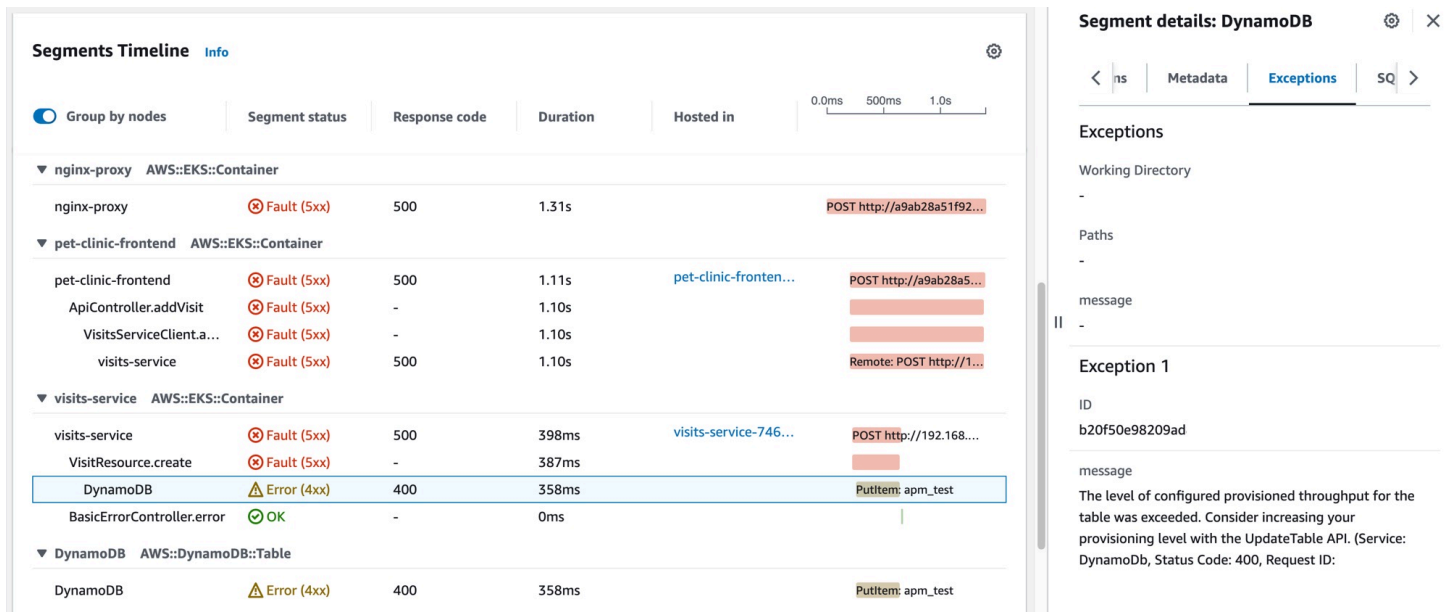 Segments Timeline Info
0.0ms 500ms 1.0s
Group by nodes Segment status Response code Duration Hosted in
nginx-proxy AWS::EKS::Container
nginx-proxy Fault (5xx) 500 1.31s POST http://a9ab28a51f92...
pet-clinic-frontend AWS::EKS::Container
pet-clinic-frontend Fault (5xx) 500 1.11s pet-clinic-fronten... POST http://a9ab28a5...
ApiController.addVisit Fault (5xx) - 1.10s
VisitsServiceClient.a... Fault (5xx) - 1.10s
visits-service Fault (5xx) 500 1.10s Remote: POST http://1...
visits-service AWS::EKS::Container
visits-service Fault (5xx) 500 398ms visits-service-746... POST http://192.168....
VisitResource.create Fault (5xx) - 387ms
DynamoDB Error (4xx) 400 358ms PutItem: apm_test
BasicErrorController.error OK - 0ms
DynamoDB AWS::DynamoDB::Table
DynamoDB Error (4xx) 400 358ms PutItem: apm_test
Segment details: DynamoDB
ns Metadata Exceptions SQ
Exceptions
Working Directory
-
Paths
-
message
-
Exception 1
ID
b20f50e98209ad
message
The level of configured provisioned throughput for the
table was exceeded. Consider increasing your
provisioning level with the UpdateTable API. (Service:
DynamoDb, Status Code: 400, Request ID: